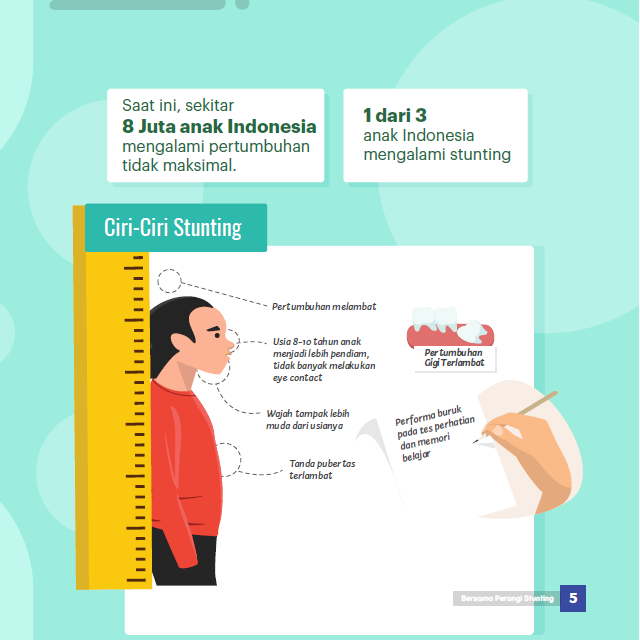 Saat ini, sekitar
8 Juta anak Indonesia
mengalami pertumbuhan
tidak maksimal.
1 dari 3
anak Indonesia
mengalami stunting
Ciri-Ciri Stunting
Pertumbuhan melambat
Usia 8-10 tahun anak
menjadi lebih pendiam,
tidak banyak melakukan
eye contact
Wajah tampak lebih
muda dari usianya
Tanda pubertas
terlambat
Pertumbuhan
Gigi Terlambat
Performa buruk
pada tes perhatian
dan memori
belajar
Bersama Perangi Stunting
5